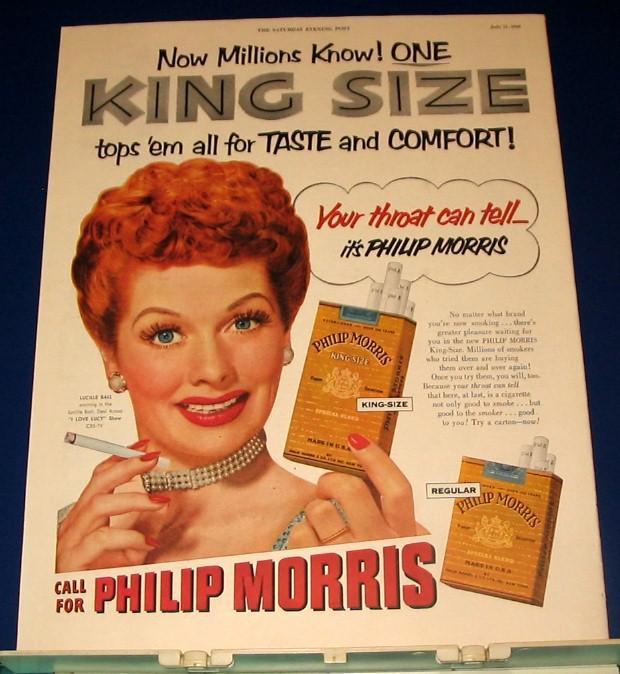 THE SATURDAY EVENING POST
Now Millions Know! ONE
KING SIZE
tops 'em all for TASTE and COMFORT!
Your throat can tell...
it's PHILIP MORRIS
No matter what brand
you're now smoking ... there's
greater pleasure waiting for
you in the new PHILIP MORRIS
King-Size. Millions of smokers
who tried them are buying
them over and over again!
Once you try them, you will, too.
Because your throat can tell
that here, at last, is a cigarette
not only good to smoke ... but
good to the smoker ... good
to you! Try a carton—now!
PHILIP MORRIS
KING-SIZE
SPECIAL BLEND
MADE IN U.S.A.
KING-SIZE
LUCILLE BALL
"I LOVE LUCY" Show
CBS-TV
REGULAR
PHILIP MORRIS
SPECIAL BLEND
MADE IN U.S.A.
CALL
FOR PHILIP MORRIS